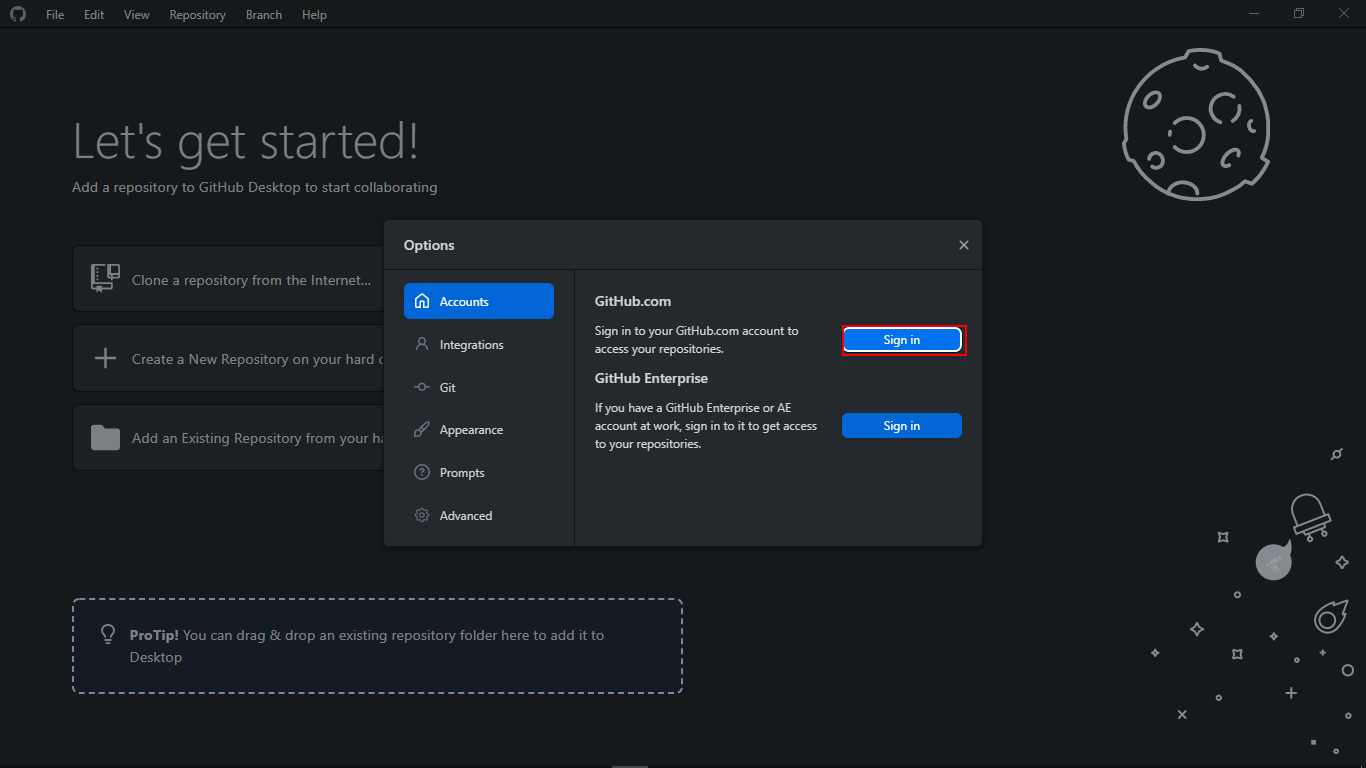 File Edit View Repository Branch Help
Let's get started!
Add a repository to GitHub Desktop to start collaborating
Clone a repository from the Internet...
Create a New Repository on your hard
Add an Existing Repository from your
Options
Accounts
Integrations
Git
Appearance
Prompts
Advanced
GitHub.com
Sign in to your GitHub.com account to
access your repositories.
Sign in
GitHub Enterprise
If you have a GitHub Enterprise or AE
account at work, sign in to it to get access
to your repositories.
Sign in
ProTip! You can drag & drop an existing repository folder here to add it to
Desktop